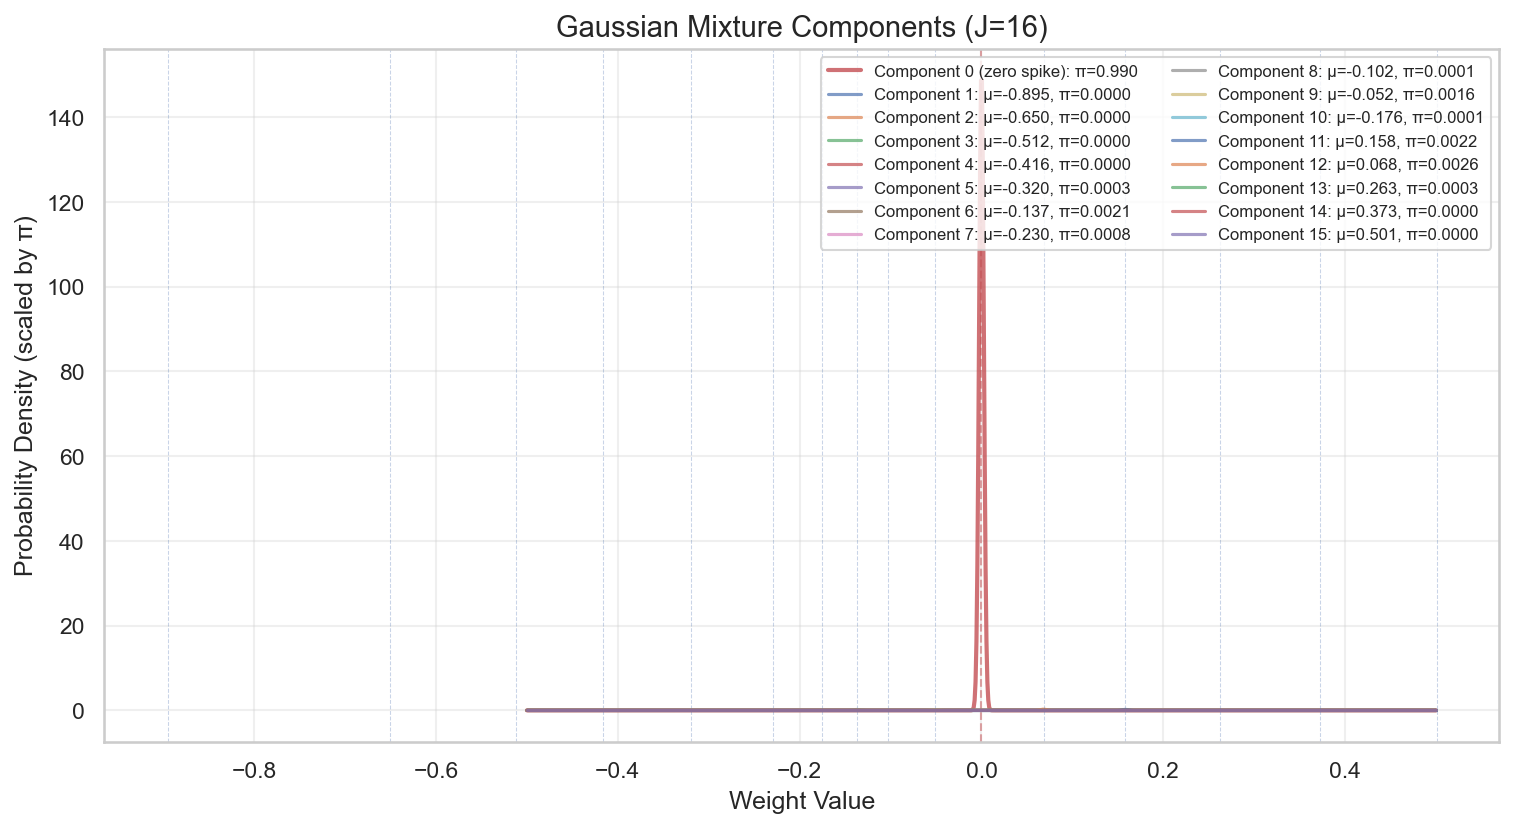 Gaussian Mixture Components (J=16)
Component 0 (zero spike): π=0.990
Component 1: μ=-0.895, π=0.0000
Component 2: μ=-0.650, π=0.0000
Component 3: μ=-0.512, π=0.0000
Component 4: μ=-0.416, π=0.0000
Component 5: μ=-0.320, π=0.0003
Component 6: μ=-0.137, π=0.0021
Component 7: μ=-0.230, π=0.0008
Component 8: μ=-0.102, π=0.0001
Component 9: μ=-0.052, π=0.0016
Component 10: μ=-0.176, π=0.0001
Component 11: μ=0.158, π=0.0022
Component 12: μ=0.068, π=0.0026
Component 13: μ=0.263, π=0.0003
Component 14: μ=0.373, π=0.0000
Component 15: μ=0.501, π=0.0000
Probability Density (scaled by π)
140
120
100
80
60
40
20
0
−0.8 −0.6 −0.4 −0.2 0.0 0.2 0.4
Weight Value